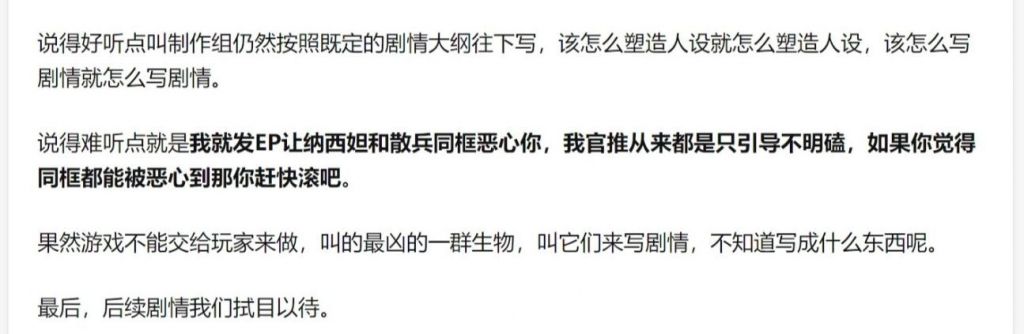 说得好听点叫制作组仍然按照既定的剧情大纲往下写，该怎么塑造人设就怎么塑造人设，该怎么写
剧情就怎么写剧情。
说得难听点就是我就发EP让纳西妲和散兵同框恶心你，我官推从来都是只引导不明磕，如果你觉得
同框都能被恶心到那你赶快滚吧。
果然游戏不能交给玩家来做，叫的最凶的一群生物，叫它们来写剧情，不知道写成什么东西呢。
最后，后续剧情我们拭目以待。